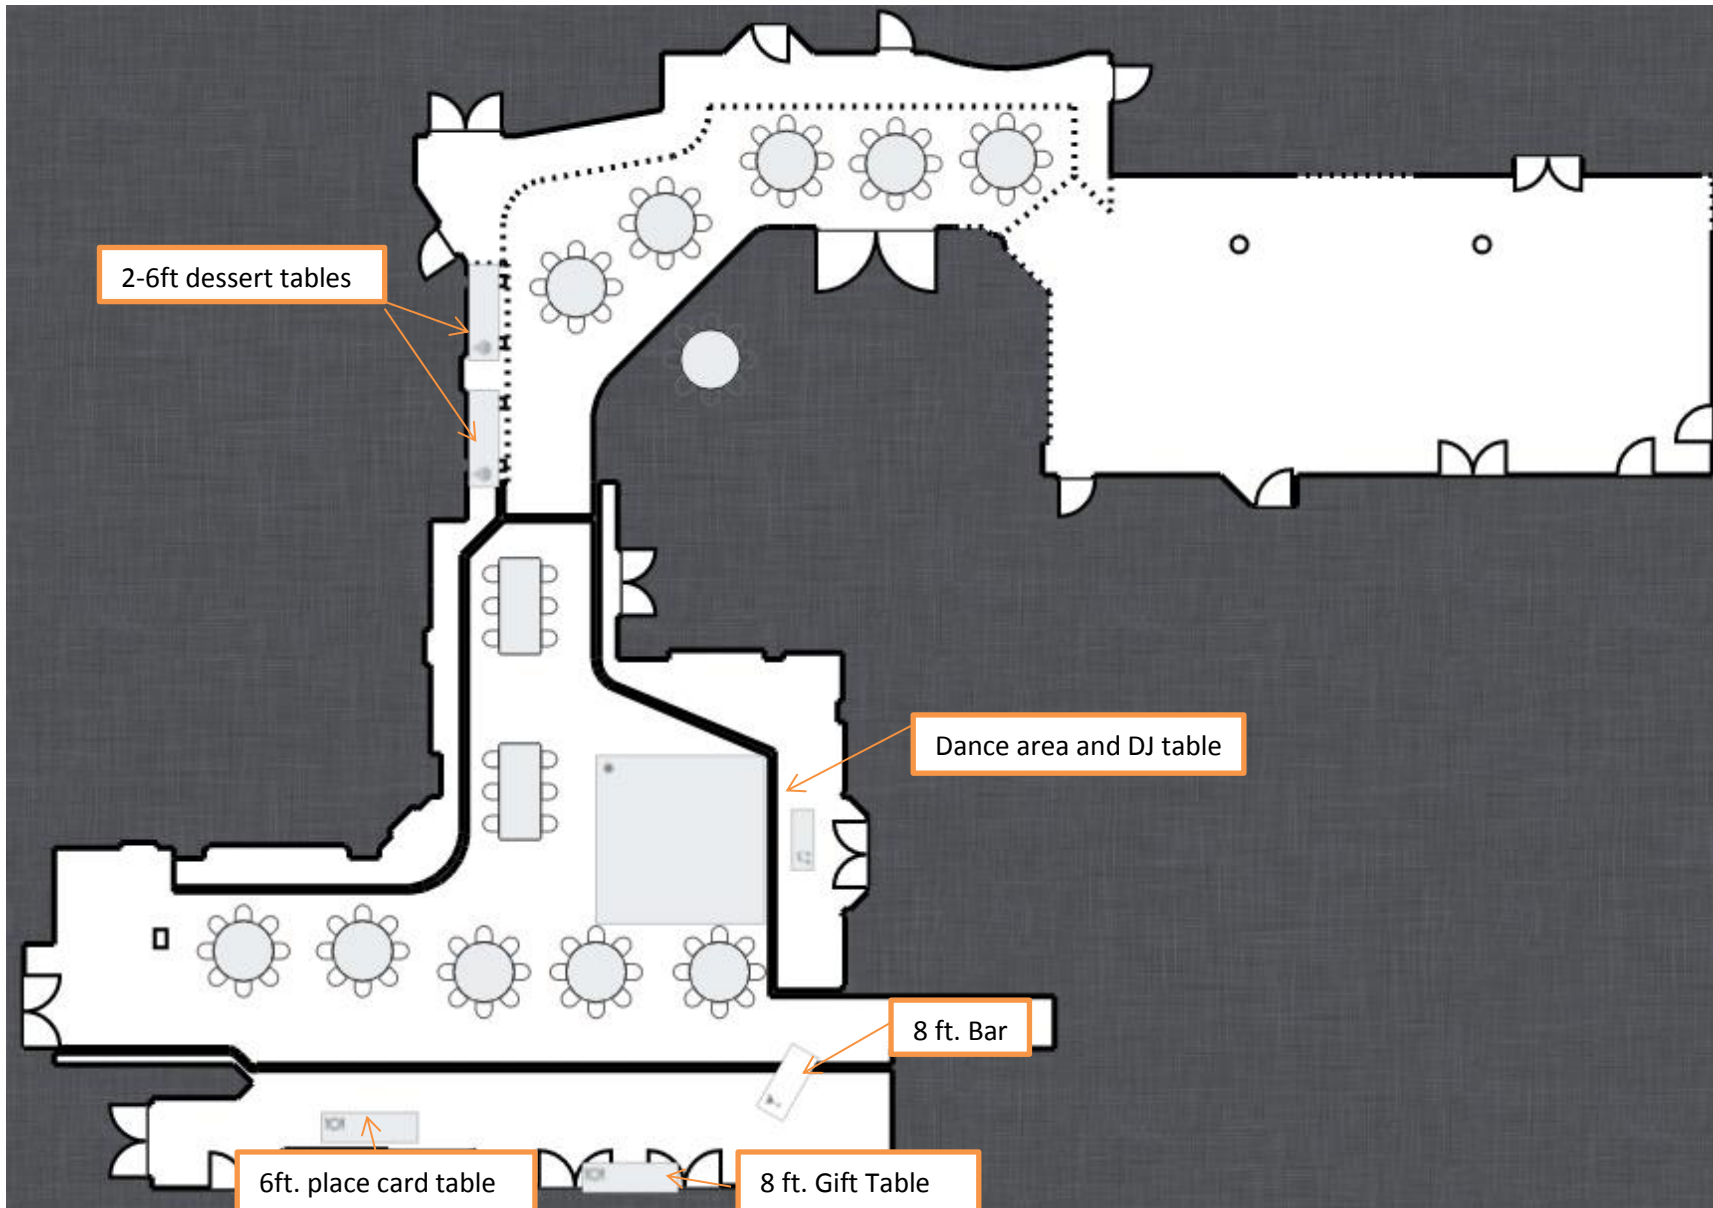 2-6ft dessert tables
Dance area and DJ table
8 ft. Bar
6ft. place card table
8 ft. Gift Table